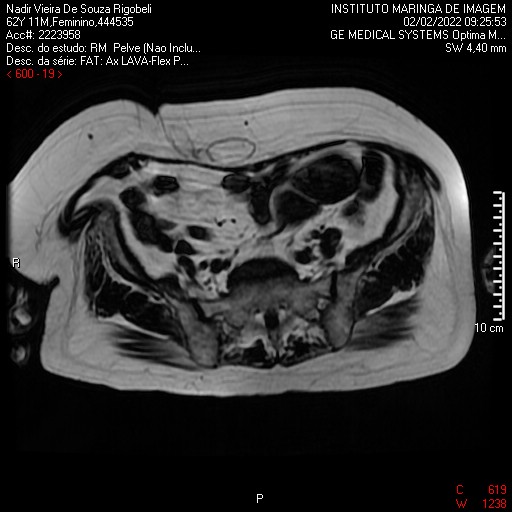 Nadir Vieira De Souza Rigobeli
62Y 11M,Feminino,444535
Acc#: 2223958
Desc. do estudo: RM  Pelve (Nao Inclu...
Desc. da série: FAT: Ax LAVA-Flex P...
< 600 - 19 >
INSTITUTO MARINGA DE IMAGEM
02/02/2022 09:25:53
GE MEDICAL SYSTEMS Optima M...
SW 4,40 mm
R
10 cm
P
C 619
W 1238